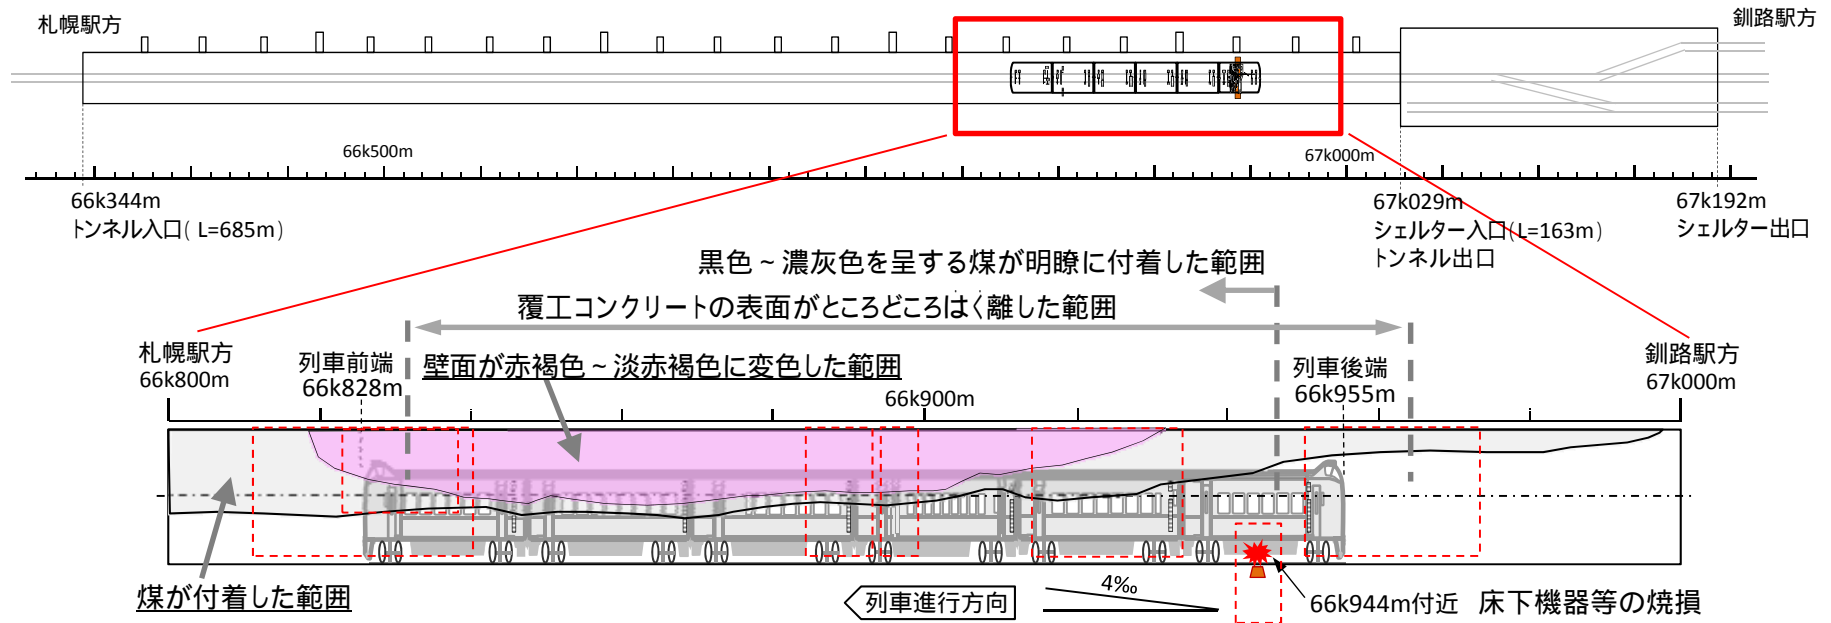 札幌駅方
釧路駅方
66k500m
67k000m
66k344m
トンネル入口( L=685m)
67k029m
シェルター入口(L=163m)
トンネル出口
67k192m
シェルター出口
黒色~濃灰色を呈する煤が明瞭に付着した範囲
覆工コンクリートの表面がところどころはく離した範囲
札幌駅方
66k800m
列車前端
66k828m
壁面が赤褐色~淡赤褐色に変色した範囲
66k900m
列車後端
66k955m
釧路駅方
67k000m
煤が付着した範囲
列車進行方向
4‰
66k944m付近 床下機器等の焼損